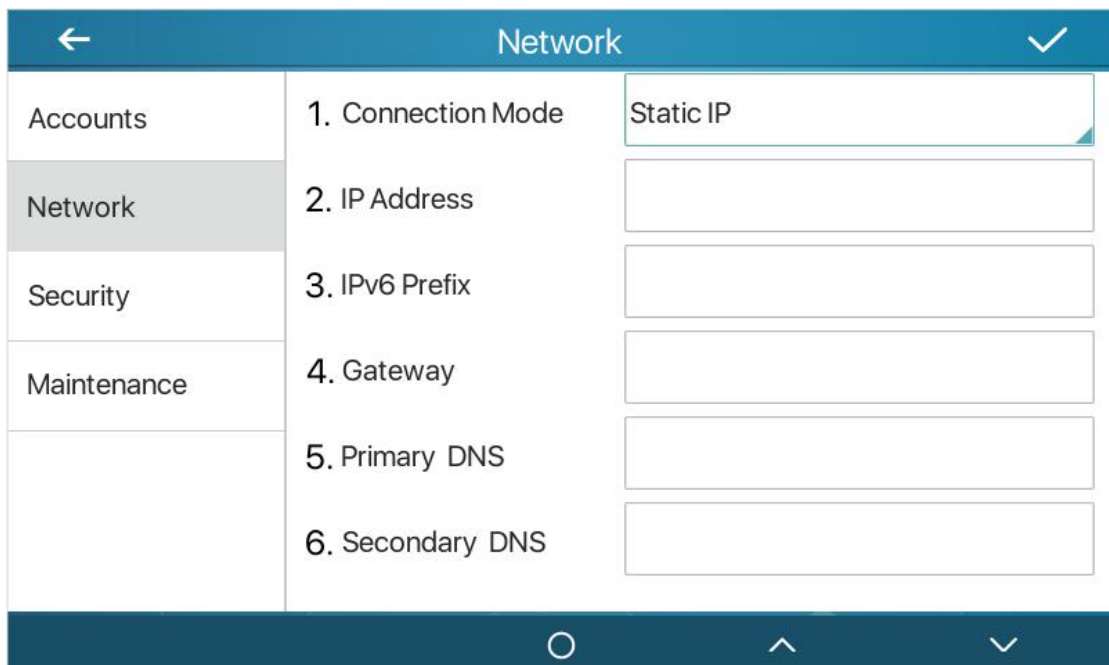 Network
Accounts
Network
Security
Maintenance
1. Connection Mode
Static IP
2. IP Address
3. IPv6 Prefix
4. Gateway
5. Primary DNS
6. Secondary DNS